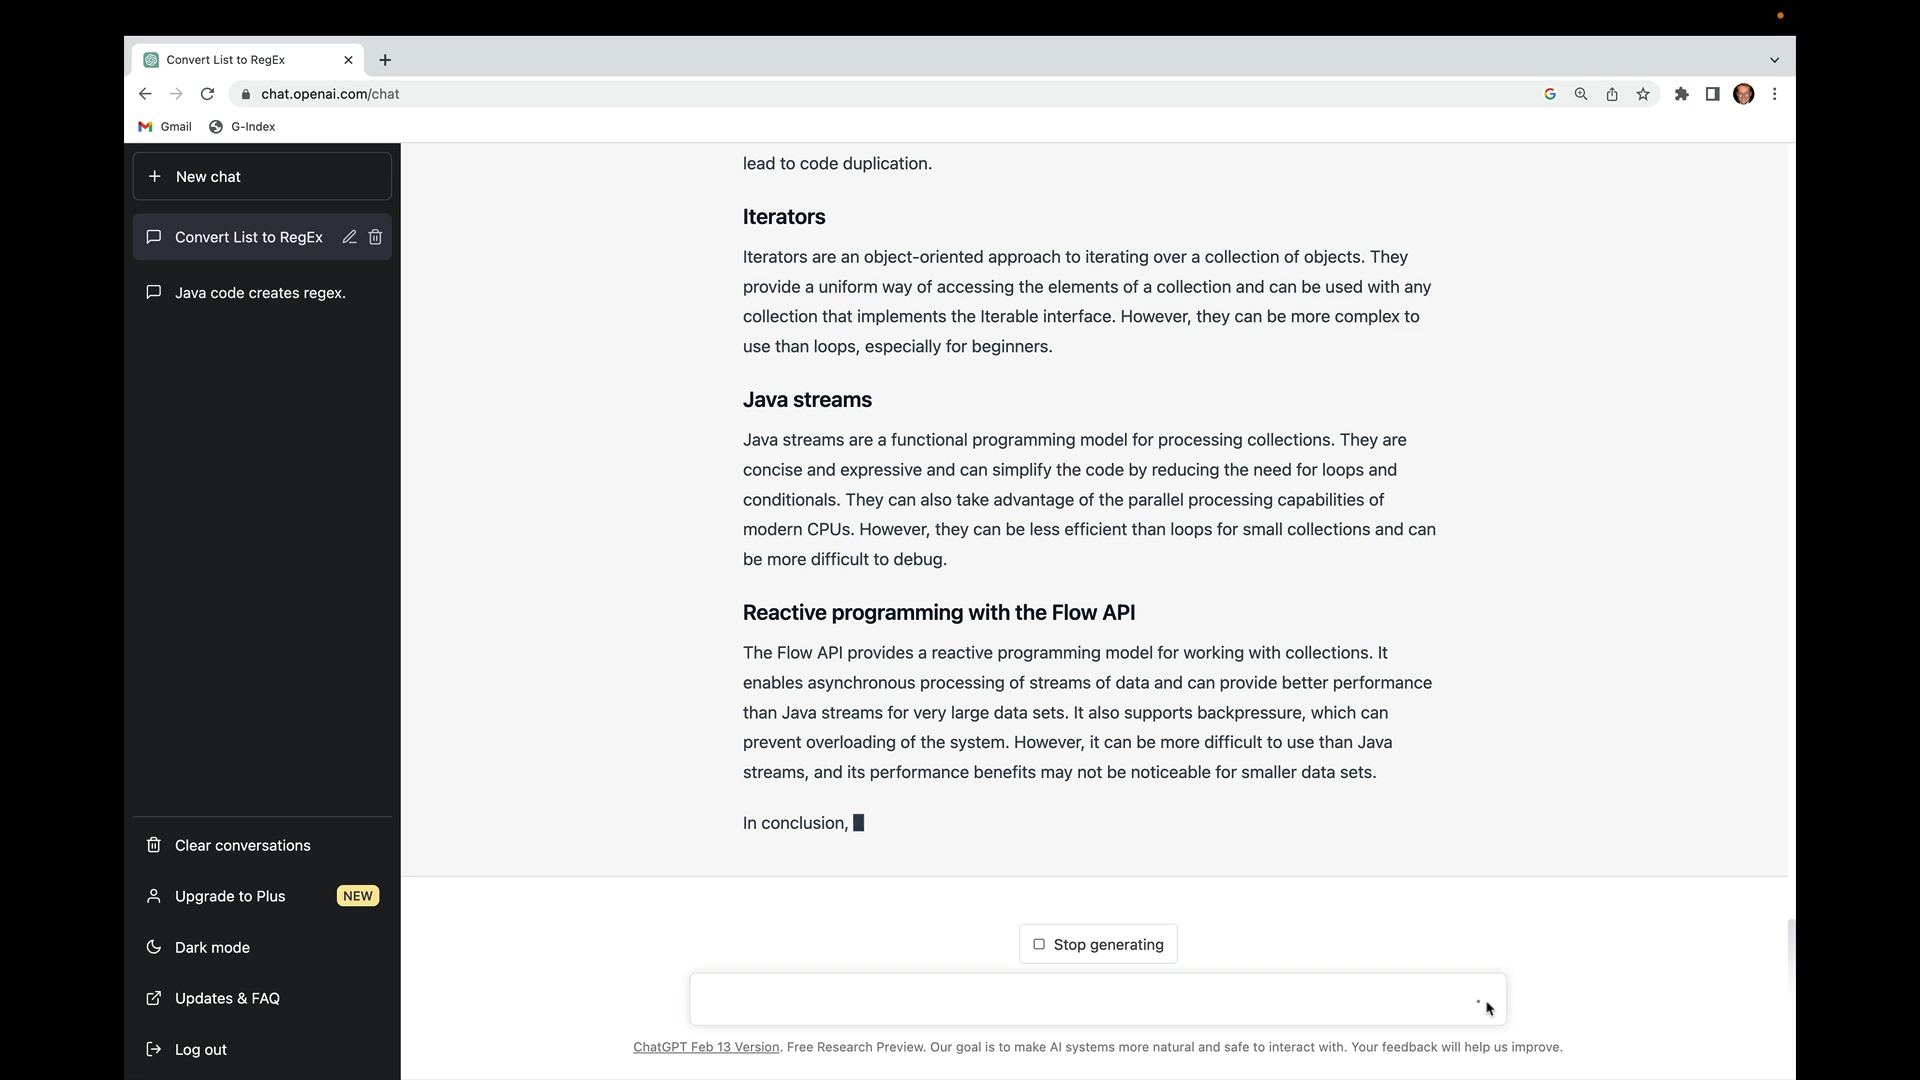 Convert List to RegEx
chat.openai.com/chat
Gmail
G-Index
New chat
Convert List to RegEx
Java code creates regex.
Clear conversations
Upgrade to Plus
NEW
Dark mode
Updates & FAQ
Log out
lead to code duplication.
Iterators
Iterators are an object-oriented approach to iterating over a collection of objects. They
provide a uniform way of accessing the elements of a collection and can be used with any
collection that implements the Iterable interface. However, they can be more complex to
use than loops, especially for beginners.
Java streams
Java streams are a functional programming model for processing collections. They are
concise and expressive and can simplify the code by reducing the need for loops and
conditionals. They can also take advantage of the parallel processing capabilities of
modern CPUs. However, they can be less efficient than loops for small collections and can
be more difficult to debug.
Reactive programming with the Flow API
The Flow API provides a reactive programming model for working with collections. It
enables asynchronous processing of streams of data and can provide better performance
than Java streams for very large data sets. It also supports backpressure, which can
prevent overloading of the system. However, it can be more difficult to use than Java
streams, and its performance benefits may not be noticeable for smaller data sets.
In conclusion,
Stop generating
ChatGPT Feb 13 Version. Free Research Preview. Our goal is to make AI systems more natural and safe to interact with. Your feedback will help us improve.